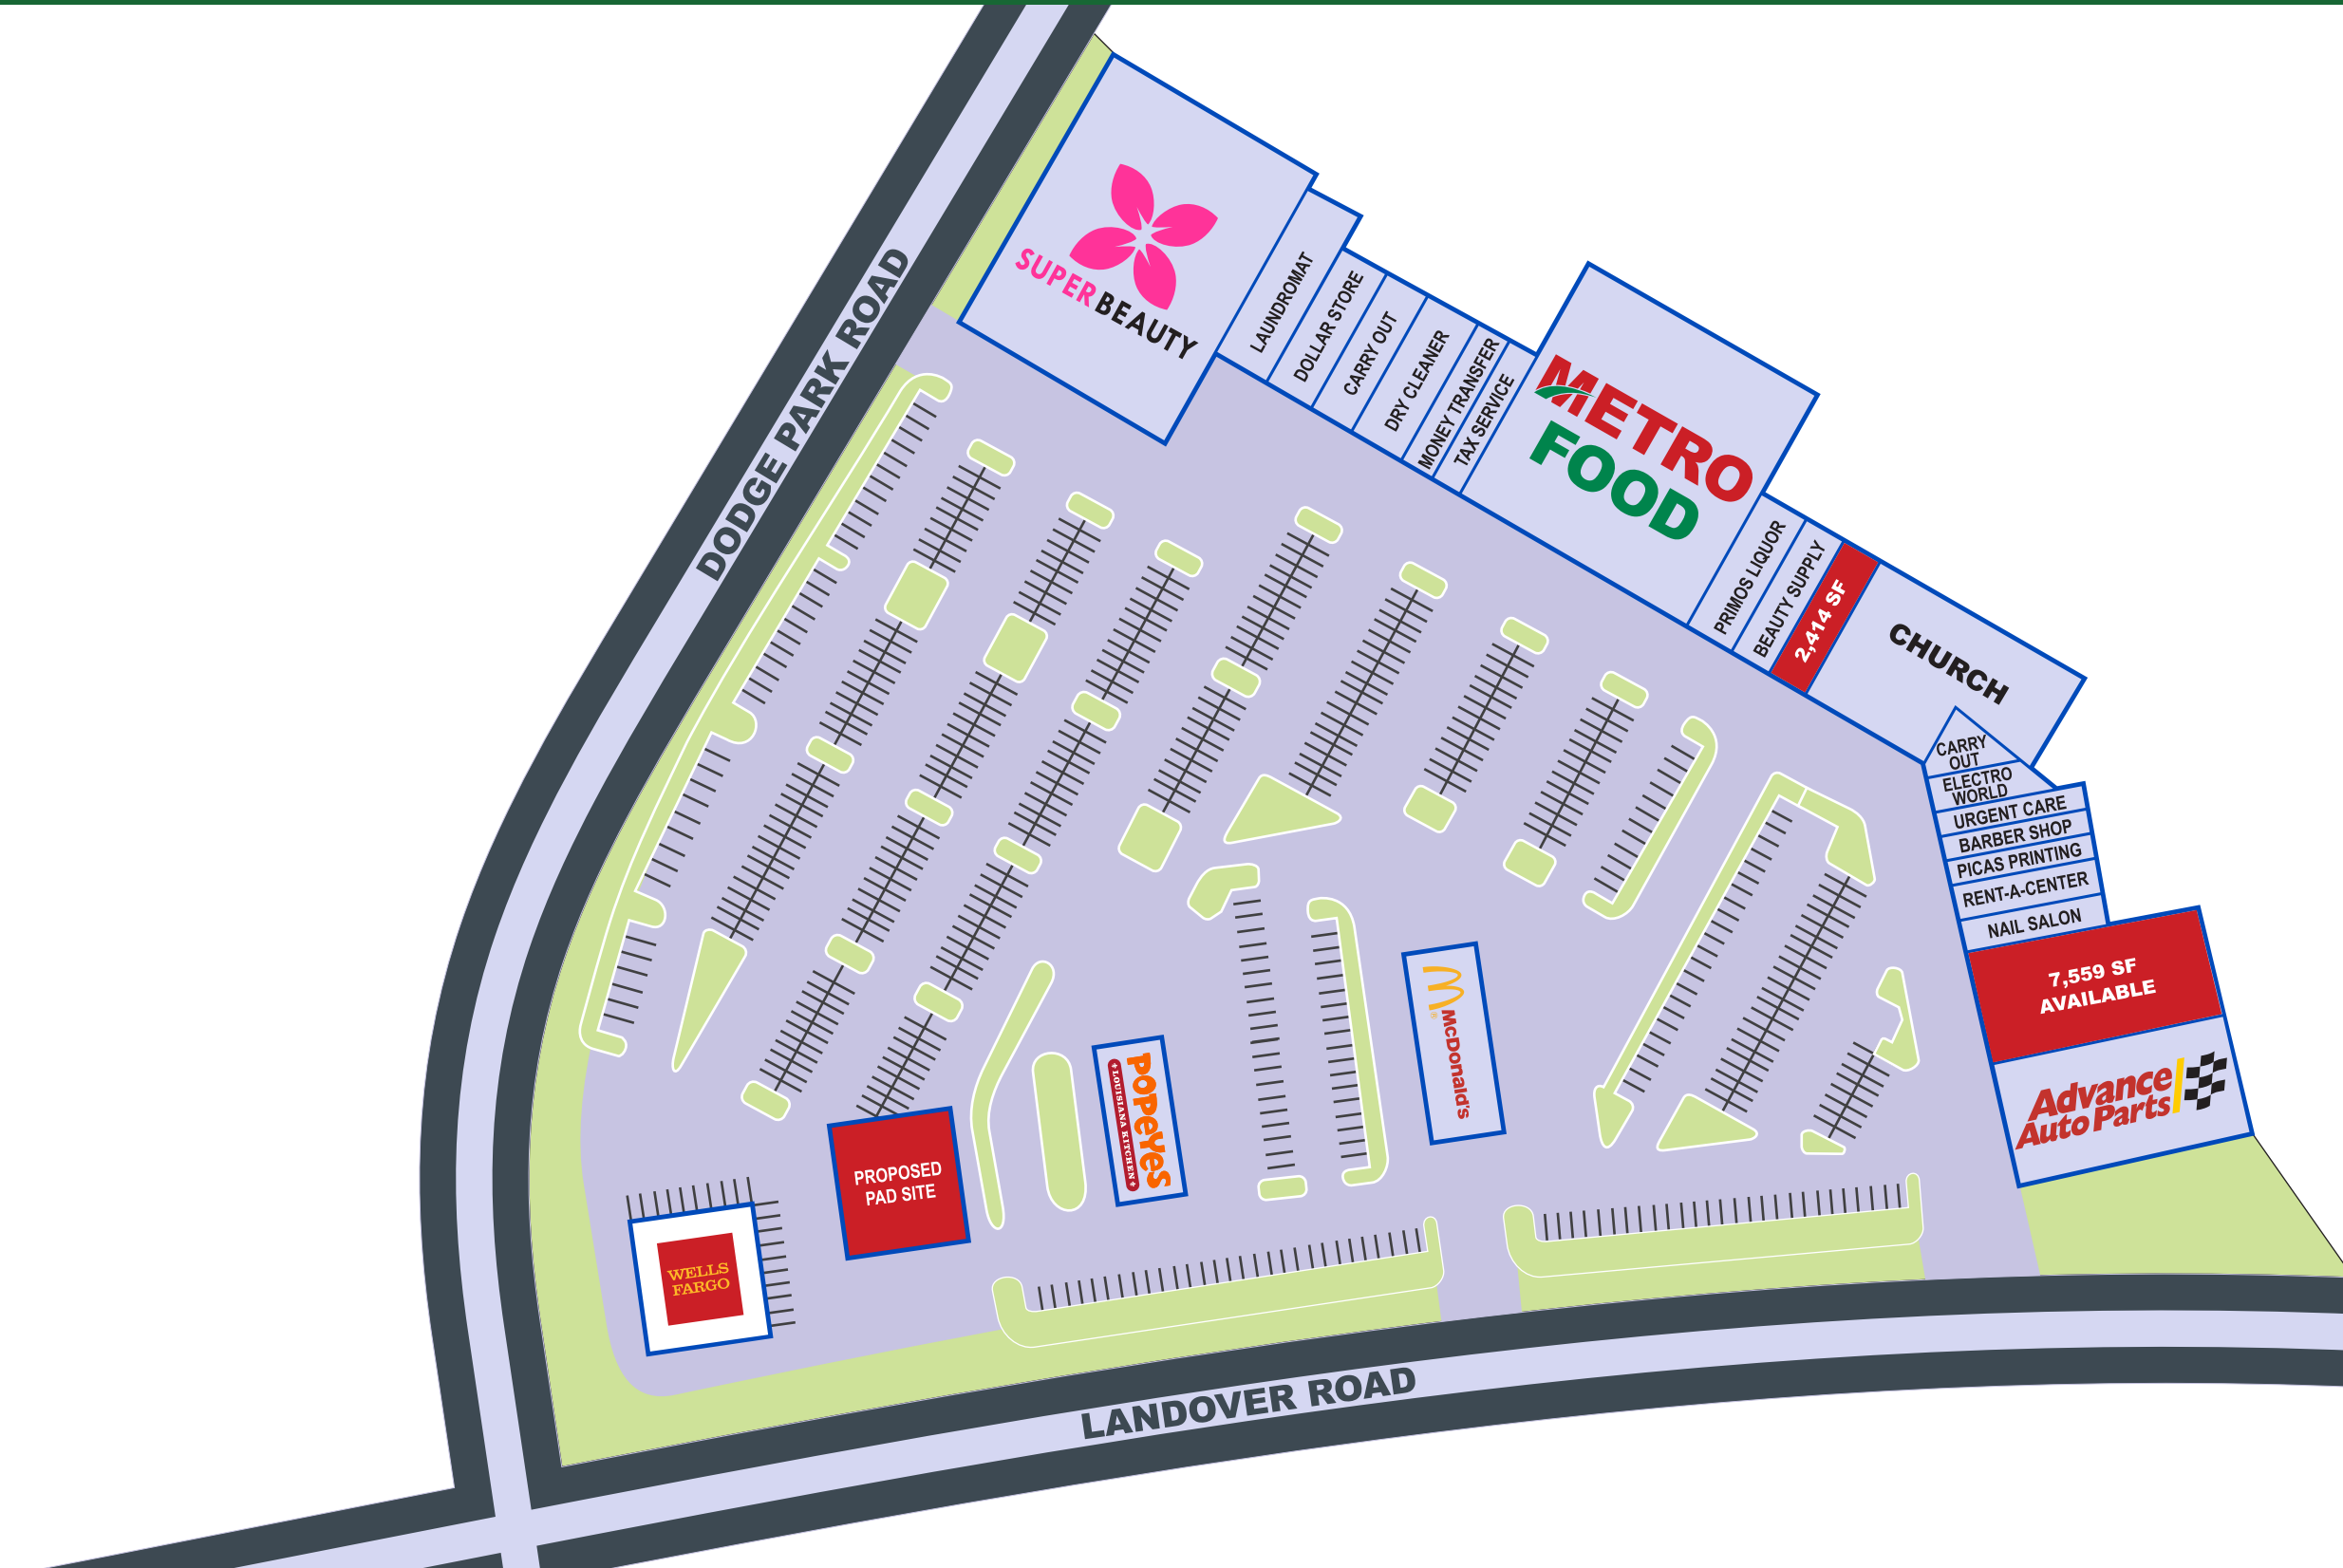 DODGE PARK ROAD
SUPERBEAUTY
LAUNDROMAT
DOLLAR STORE
CARRY OUT
DRY CLEANER
MONEY TRANSFER
TAX SERVICE
METRO
FOOD
PRIMOS LIQUOR
BEAUTY SUPPLY
2,414 SF
CHURCH
CARRY
OUT
ELECTRO
WORLD
URGENT CARE
BARBER SHOP
PICAS PRINTING
RENT-A-CENTER
NAIL SALON
7,559 SF
AVAILABLE
Advance
Auto Parts
McDonald's
POPEYES
LOUISIANA KITCHEN
PROPOSED
PAD SITE
WELLS
FARGO
LANDOVER ROAD